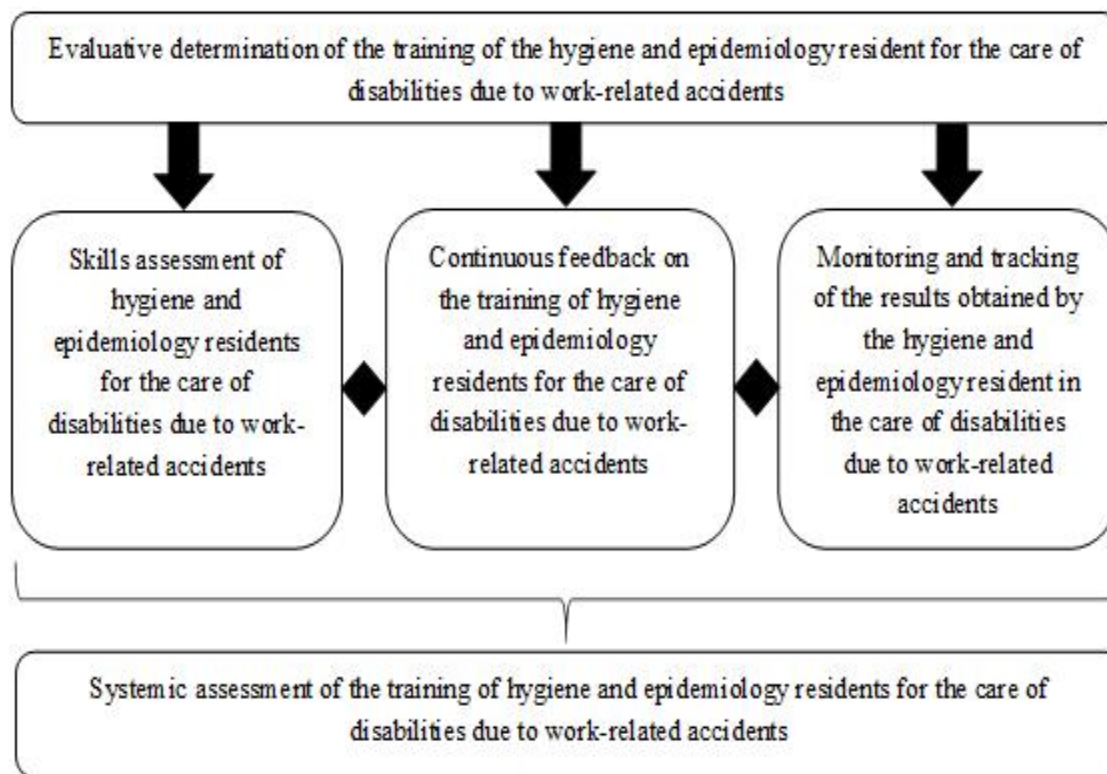 Evaluative determination of the training of the hygiene and epidemiology resident for the care of
disabilities due to work-related accidents
Skills assessment of
hygiene and
epidemiology residents
for the care of
disabilities due to work-
related accidents
Continuous feedback on
the training of hygiene
and epidemiology
residents for the care of
disabilities due to work-
related accidents
Monitoring and tracking
of the results obtained by
the hygiene and
epidemiology resident in
the care of disabilities
due to work-related
accidents
Systemic assessment of the training of hygiene and epidemiology residents for the care of
disabilities due to work-related accidents